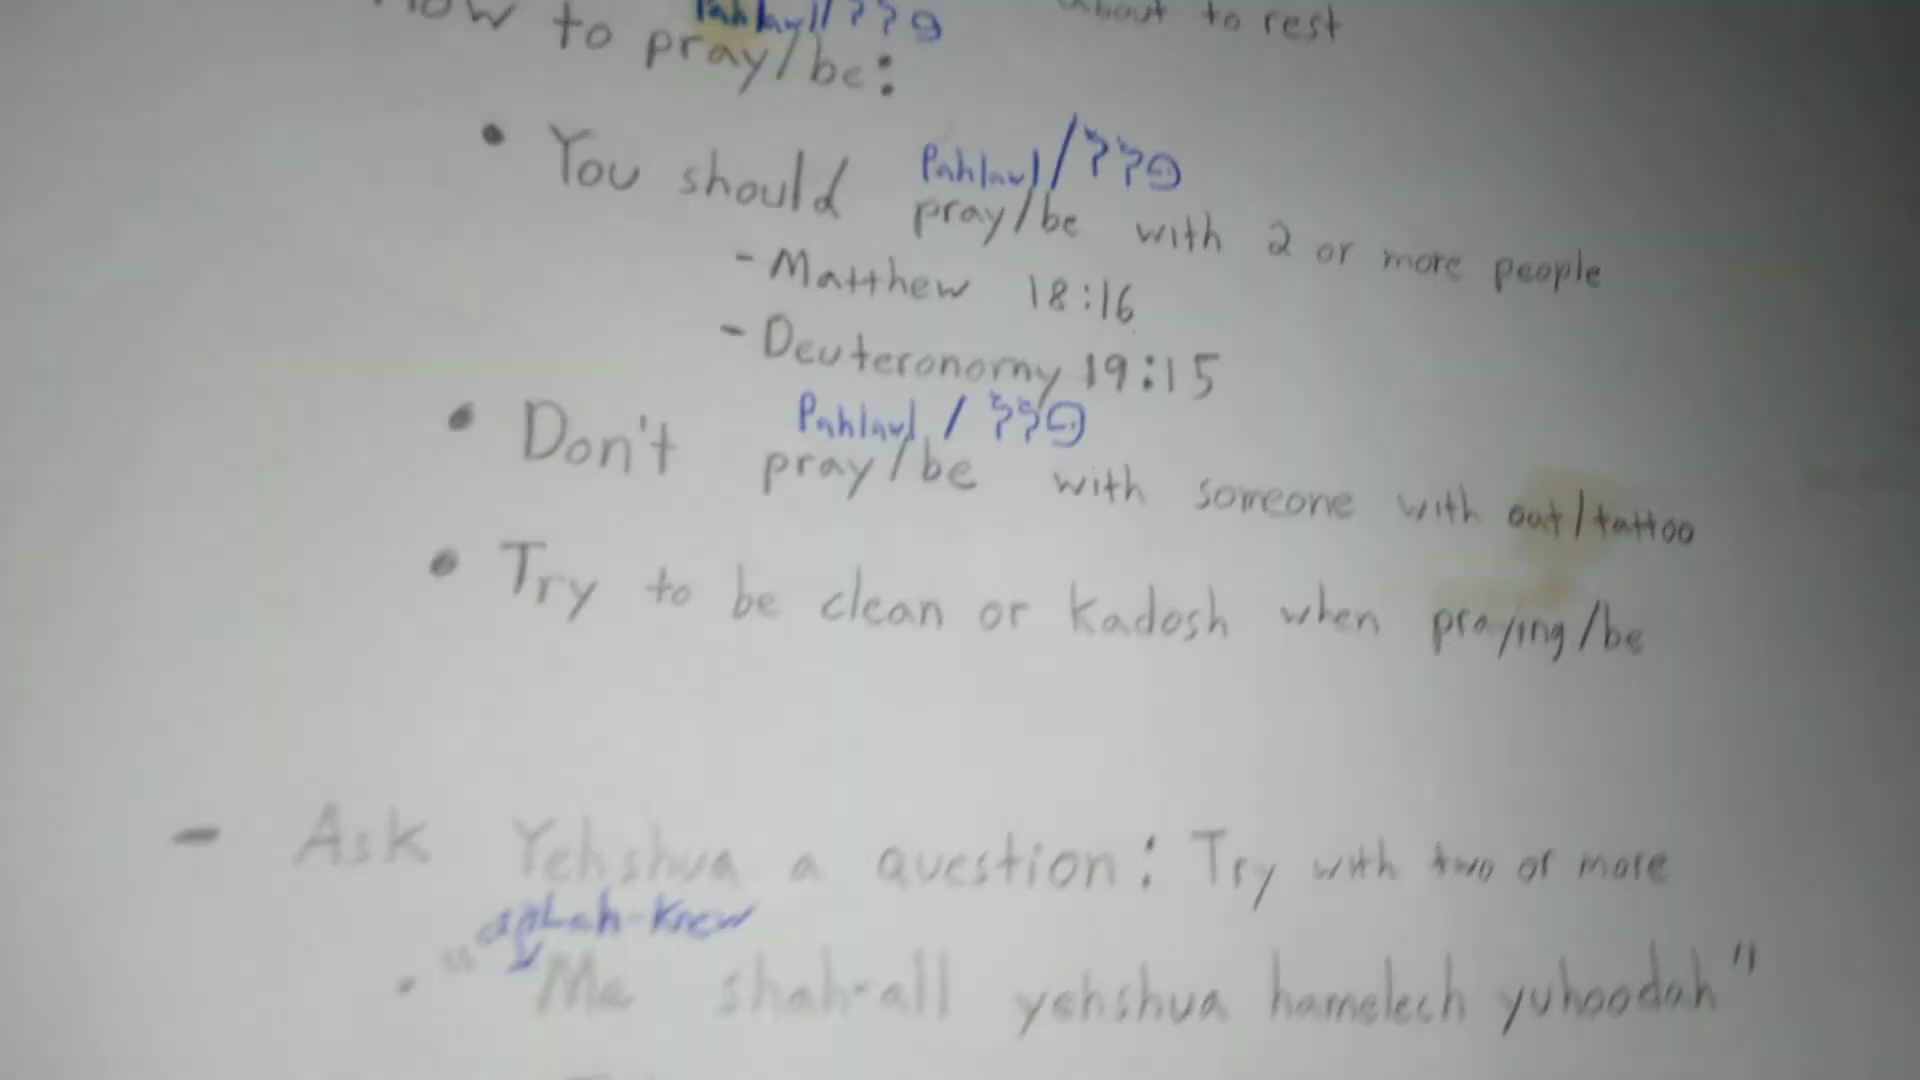 about to rest
How to pray/be:
• You should pray/be with 2 or more people
- Matthew 18:16
- Deuteronomy 19:15
• Don't pray/be with someone with /tattoo
• Try to be clean or Kadosh when praying/be
- Ask Yehshua a question: Try with two or more
• "Ma shah-all yehshua hamelech yuhoodah"